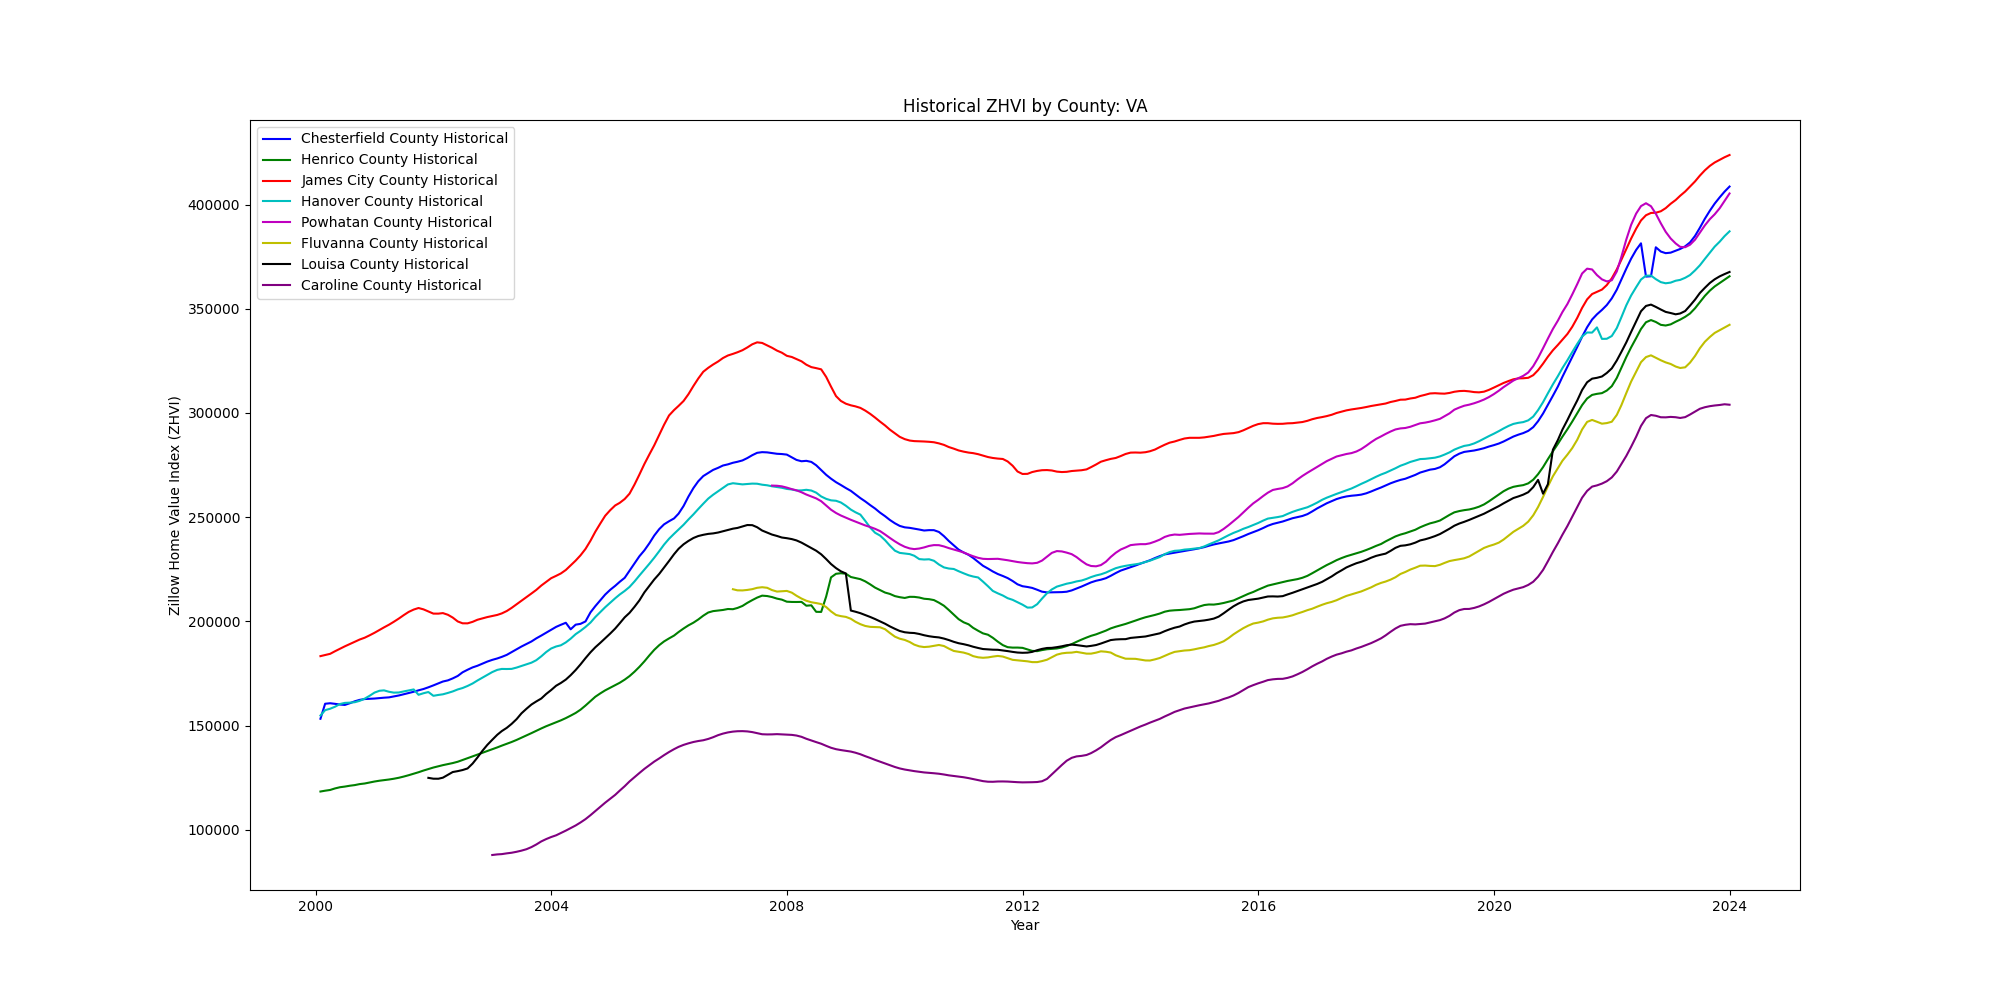 Historical ZHVI by County: VA
Chesterfield County Historical
Henrico County Historical
James City County Historical
Hanover County Historical
Powhatan County Historical
Fluvanna County Historical
Louisa County Historical
Caroline County Historical
Zillow Home Value Index (ZHVI)
400000
350000
300000
250000
200000
150000
100000
2000 2004 2008 2012 2016 2020 2024
Year